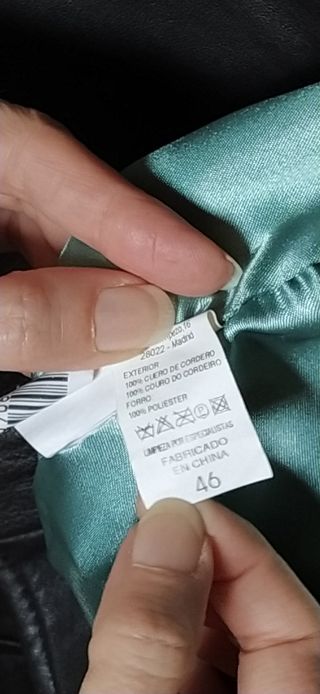 28022 - Madrid
EXTERIOR
100% CUERO DE CORDERO
100% COURO DO CORDEIRO
FORRO
100% POLIESTER
P
LIMPIEZA POR ESPECIALISTAS
FABRICADO
EN CHINA
46